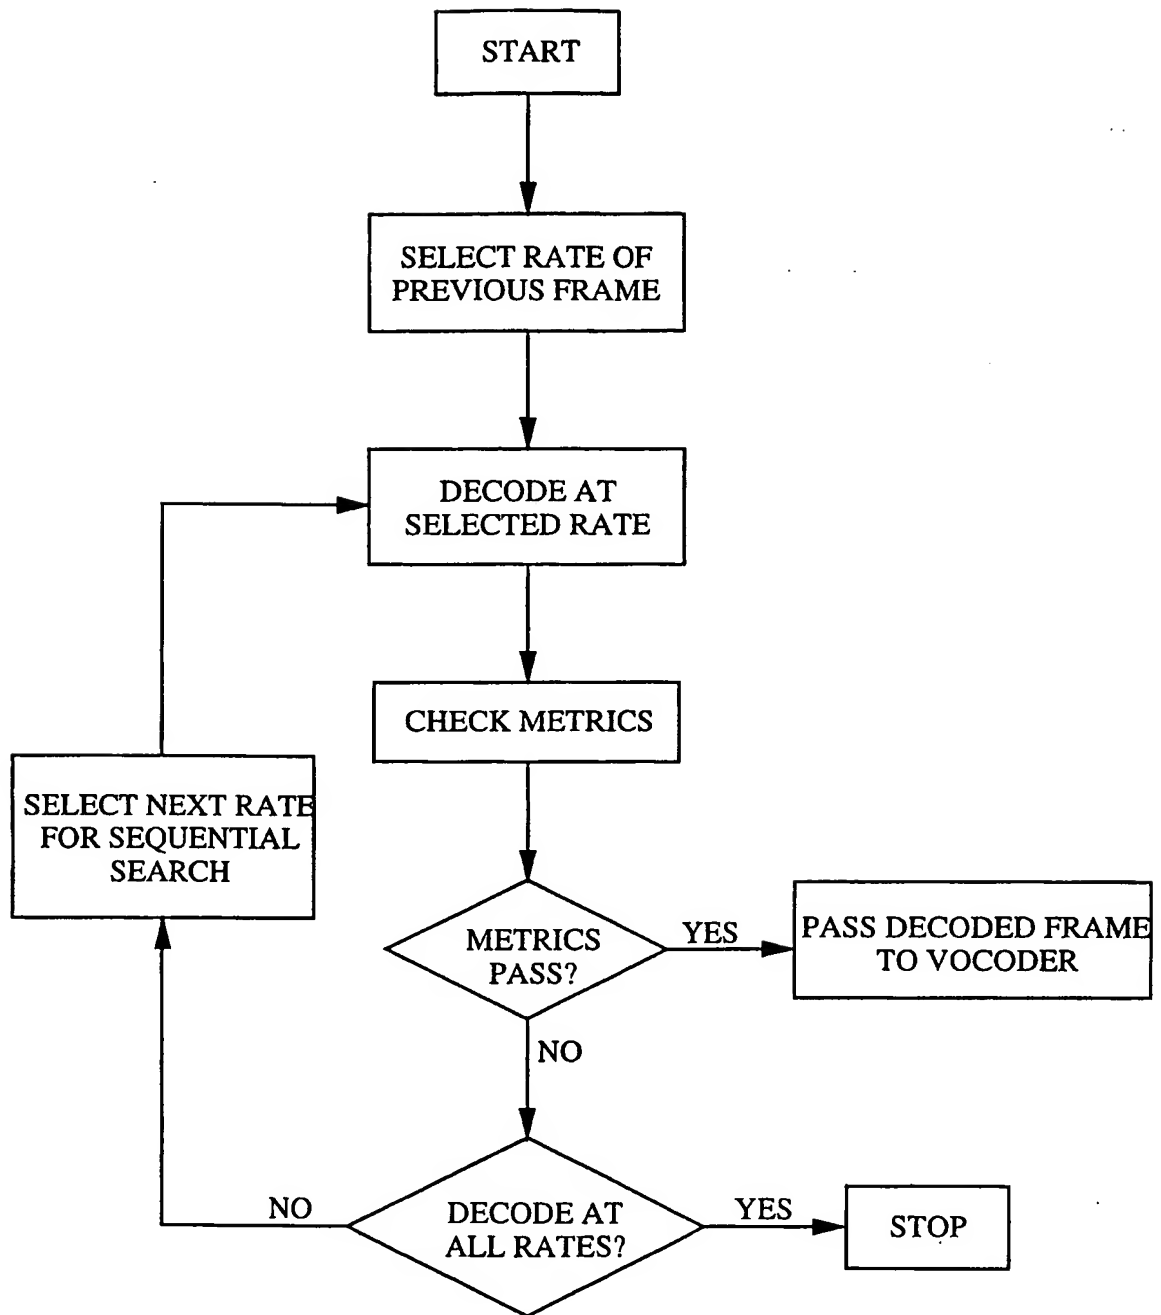 START
SELECT RATE OF
PREVIOUS FRAME
DECODE AT
SELECTED RATE
CHECK METRICS
SELECT NEXT RATE
FOR SEQUENTIAL
SEARCH
METRICS
PASS?
YES
PASS DECODED FRAME
TO VOCODER
NO
DECODE AT
ALL RATES?
NO
YES
STOP